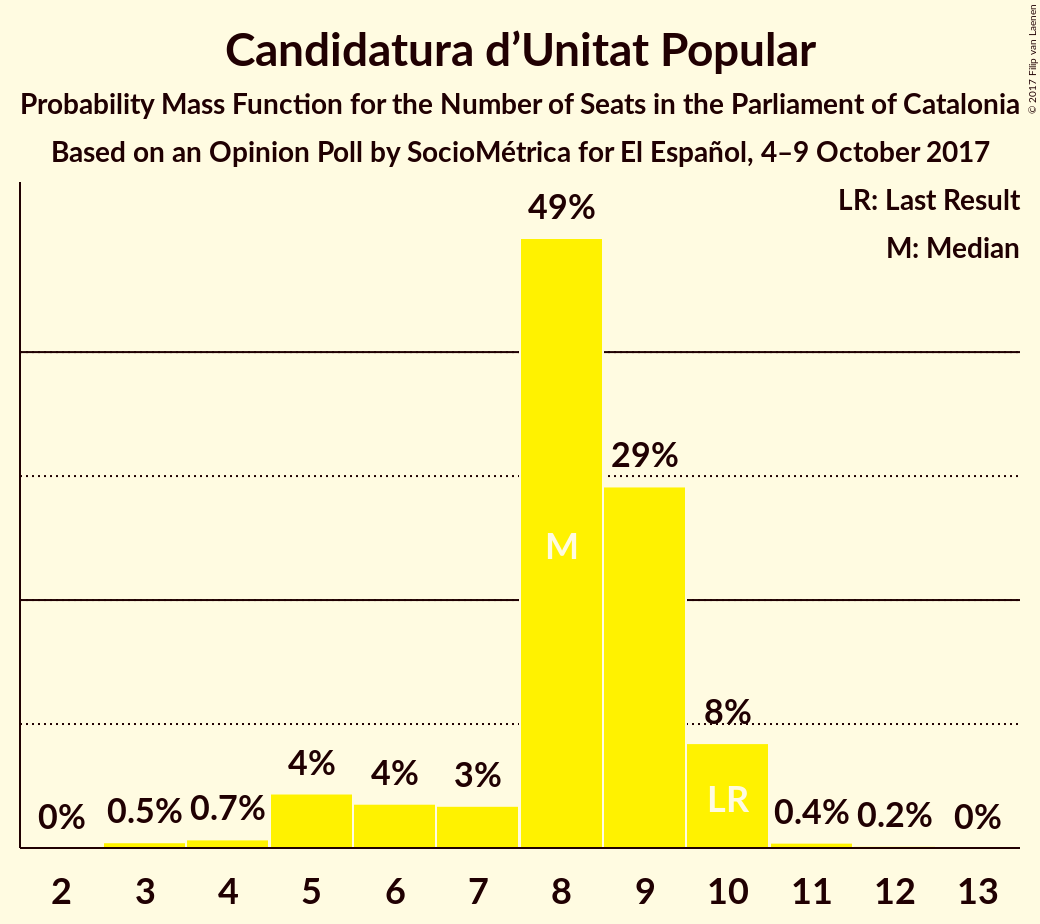 Candidatura d’Unitat Popular
Probability Mass Function for the Number of Seats in the Parliament of Catalonia
Based on an Opinion Poll by SocioMétrica for El Español, 4–9 October 2017
© 2017 Filip van Laenen
LR: Last Result
M: Median
0% 0.5% 0.7% 4% 4% 3% 49% 29% 8% 0.4% 0.2% 0%
M
LR
2 3 4 5 6 7 8 9 10 11 12 13